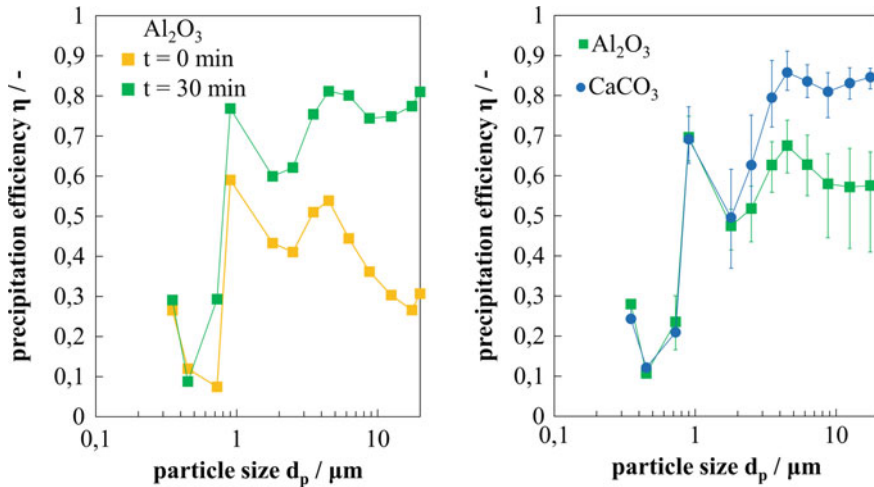 precipitation efficiency η / -
1
0,9
0,8
0,7
0,6
0,5
0,4
0,3
0,2
0,1
0
Al₂O₃
t = 0 min
t = 30 min
0,1 1 10
particle size dₚ / μm
precipitation efficiency η / -
1
0,9
0,8
0,7
0,6
0,5
0,4
0,3
0,2
0,1
0
Al₂O₃
CaCO₃
0,1 1 10
particle size dₚ / μm